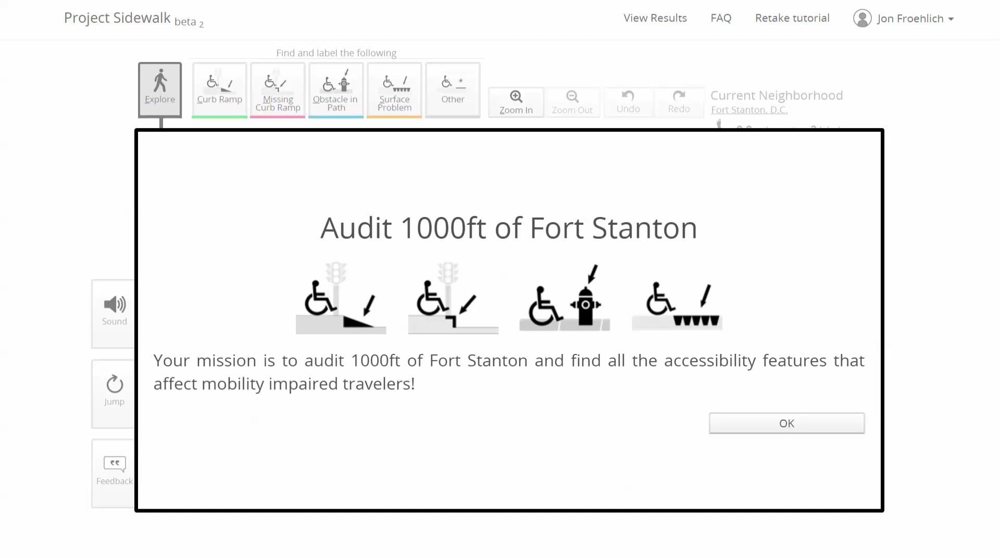 Project Sidewalk beta 2
View Results FAQ Retake tutorial Jon Froehlich
Find and label the following
Explore
Curb Ramp
Missing
Curb Ramp
Obstacle in
Path
Surface
Problem
Other
Zoom In
Zoom Out
Undo
Redo
Current Neighborhood
Fort Stanton, D.C.
Audit 1000ft of Fort Stanton
Your mission is to audit 1000ft of Fort Stanton and find all the accessibility features that
affect mobility impaired travelers!
OK
Sound
Jump
Feedback